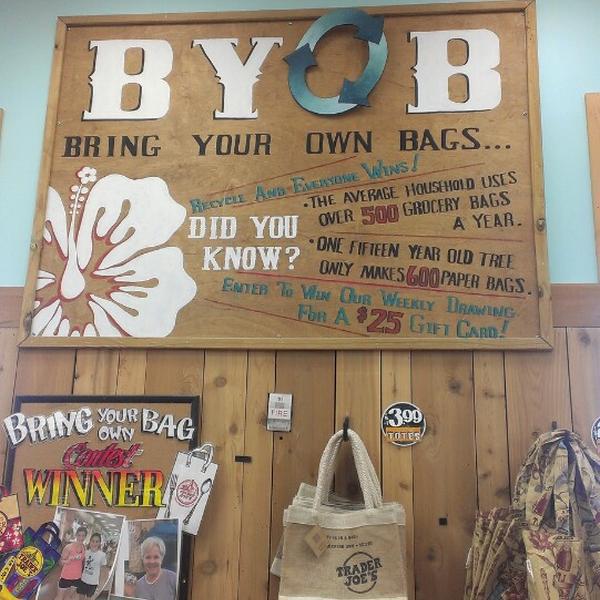 BYOB
BRING YOUR OWN BAGS...
RECYCLE AND EVERYONE WINS!
DID YOU
KNOW?
• THE AVERAGE HOUSEHOLD USES
OVER 500 GROCERY BAGS
A YEAR.
• ONE FIFTEEN YEAR OLD TREE
ONLY MAKES 600 PAPER BAGS.
ENTER TO WIN OUR WEEKLY DRAWING
FOR A $25 GIFT CARD!
BRING YOUR OWN BAG
Contest
WINNER
FIRE
$3.99
TOTES
TRADER
JOE'S